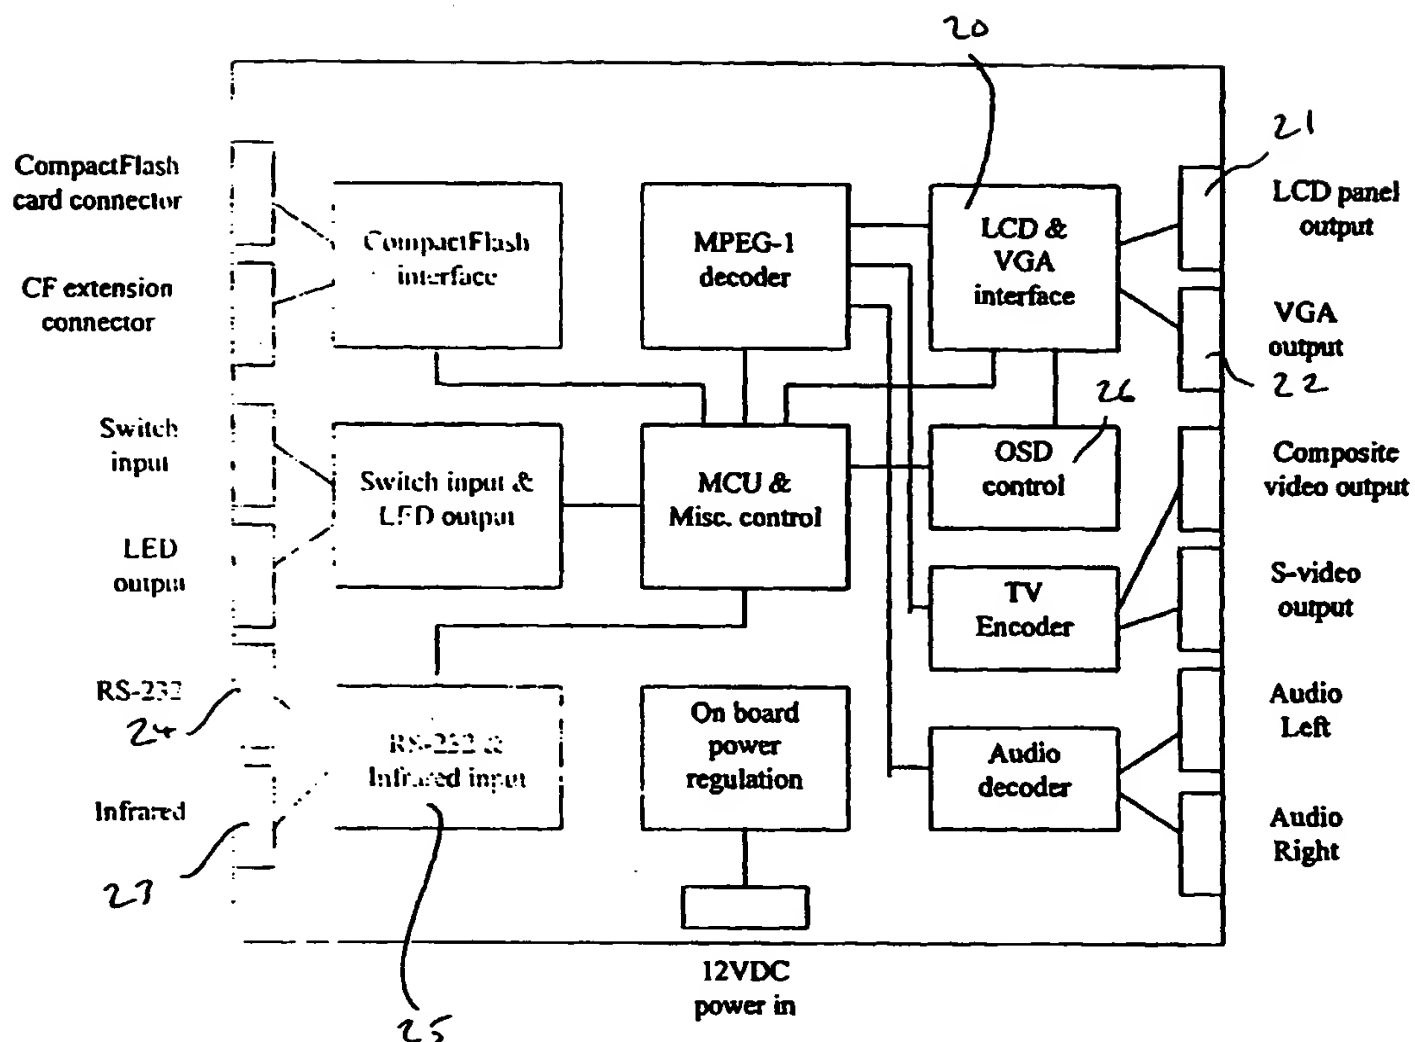 20
21
CompactFlash
card connector
CompactFlash
interface
MPEG-1
decoder
LCD &
VGA
interface
LCD panel
output
CF extension
connector
VGA
output
22
26
Switch
input
Switch input &
LED output
MCU &
Misc. control
OSD
control
Composite
video output
LED
output
TV
Encoder
S-video
output
RS-232
24
RS-232 &
Infrared input
On board
power
regulation
Audio
decoder
Audio
Left
Infrared
23
Audio
Right
12VDC
power in
25